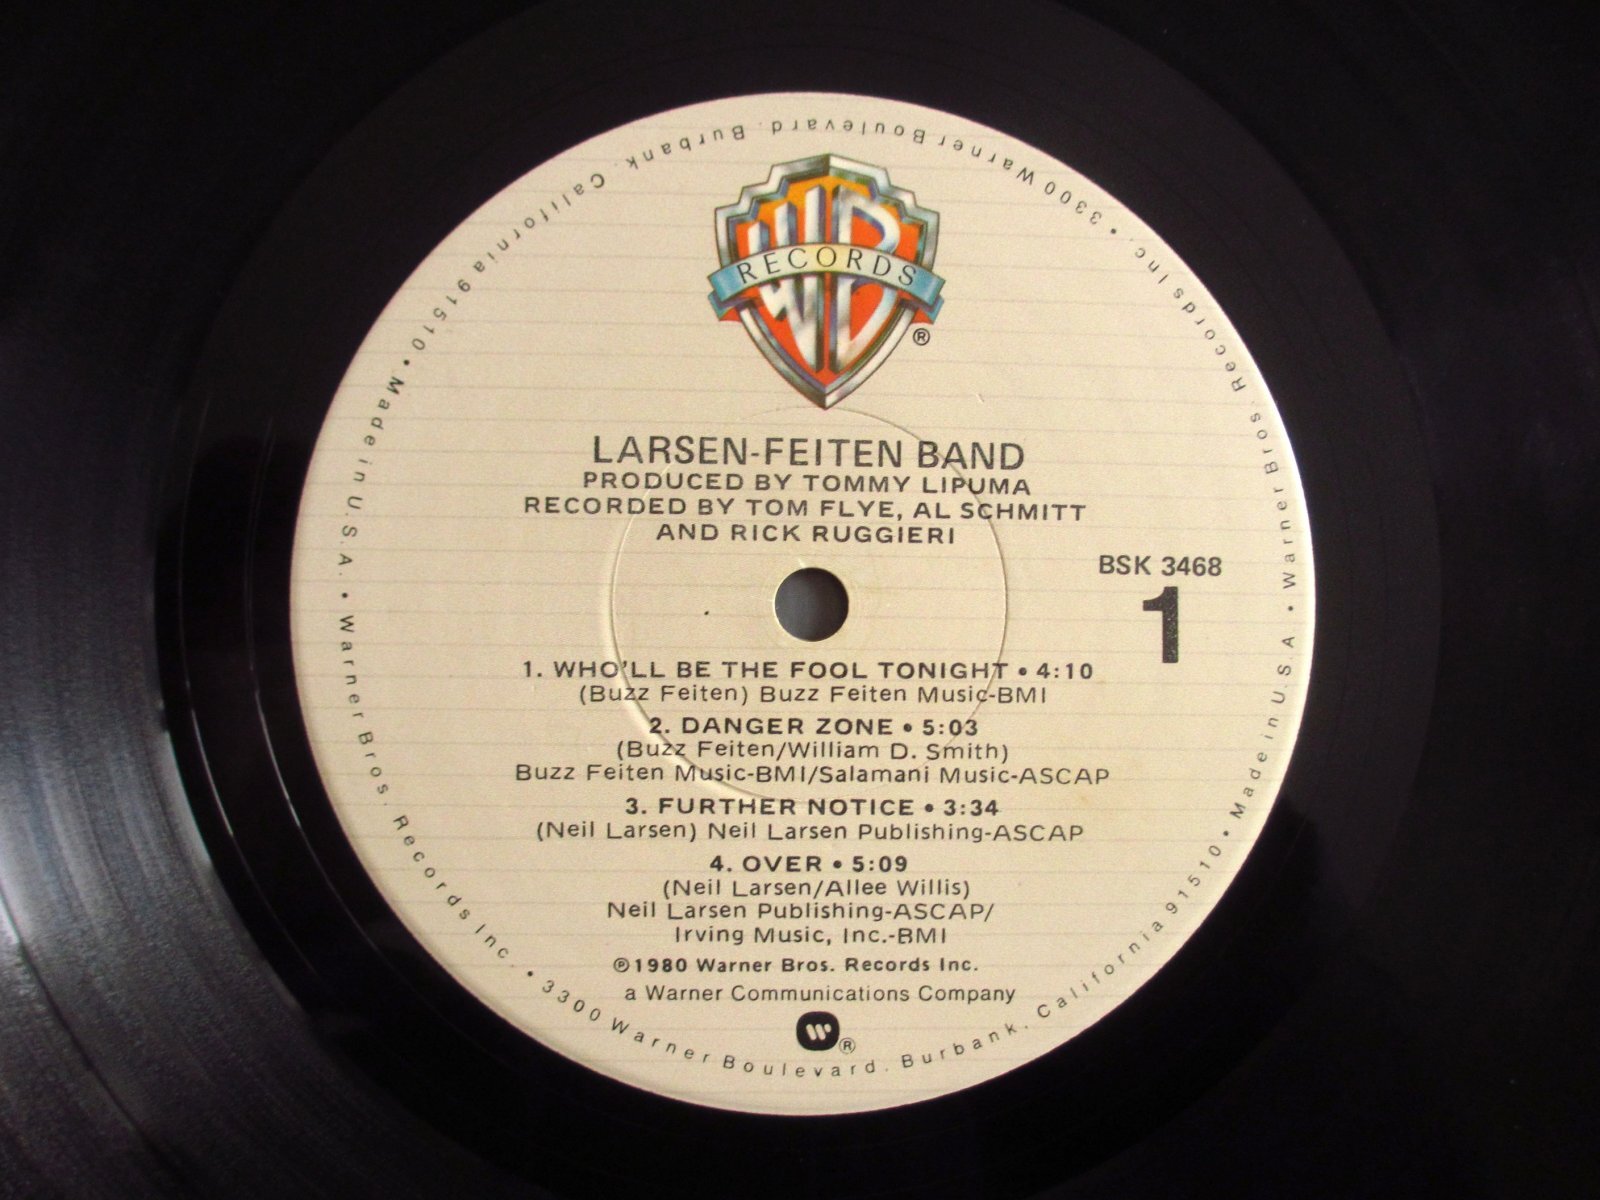 WB
RECORDS
®
LARSEN-FEITEN BAND
PRODUCED BY TOMMY LIPUMA
RECORDED BY TOM FLYE, AL SCHMITT
AND RICK RUGGIERI
BSK 3468
1
1. WHO'LL BE THE FOOL TONIGHT • 4:10
(Buzz Feiten) Buzz Feiten Music-BMI
2. DANGER ZONE • 5:03
(Buzz Feiten/William D. Smith)
Buzz Feiten Music-BMI/Salamani Music-ASCAP
3. FURTHER NOTICE • 3:34
(Neil Larsen) Neil Larsen Publishing-ASCAP
4. OVER • 5:09
(Neil Larsen/Allee Willis)
Neil Larsen Publishing-ASCAP/
Irving Music, Inc.-BMI
℗1980 Warner Bros. Records Inc.
a Warner Communications Company
W®
• Warner Bros. Records Inc. • 3300 Warner Boulevard. Burbank. California 91510 • Made in U.S.A. • Warner Bros. Records Inc. • 3300 Warner Boulevard. Burbank. California 91510 • Made in U.S.A.